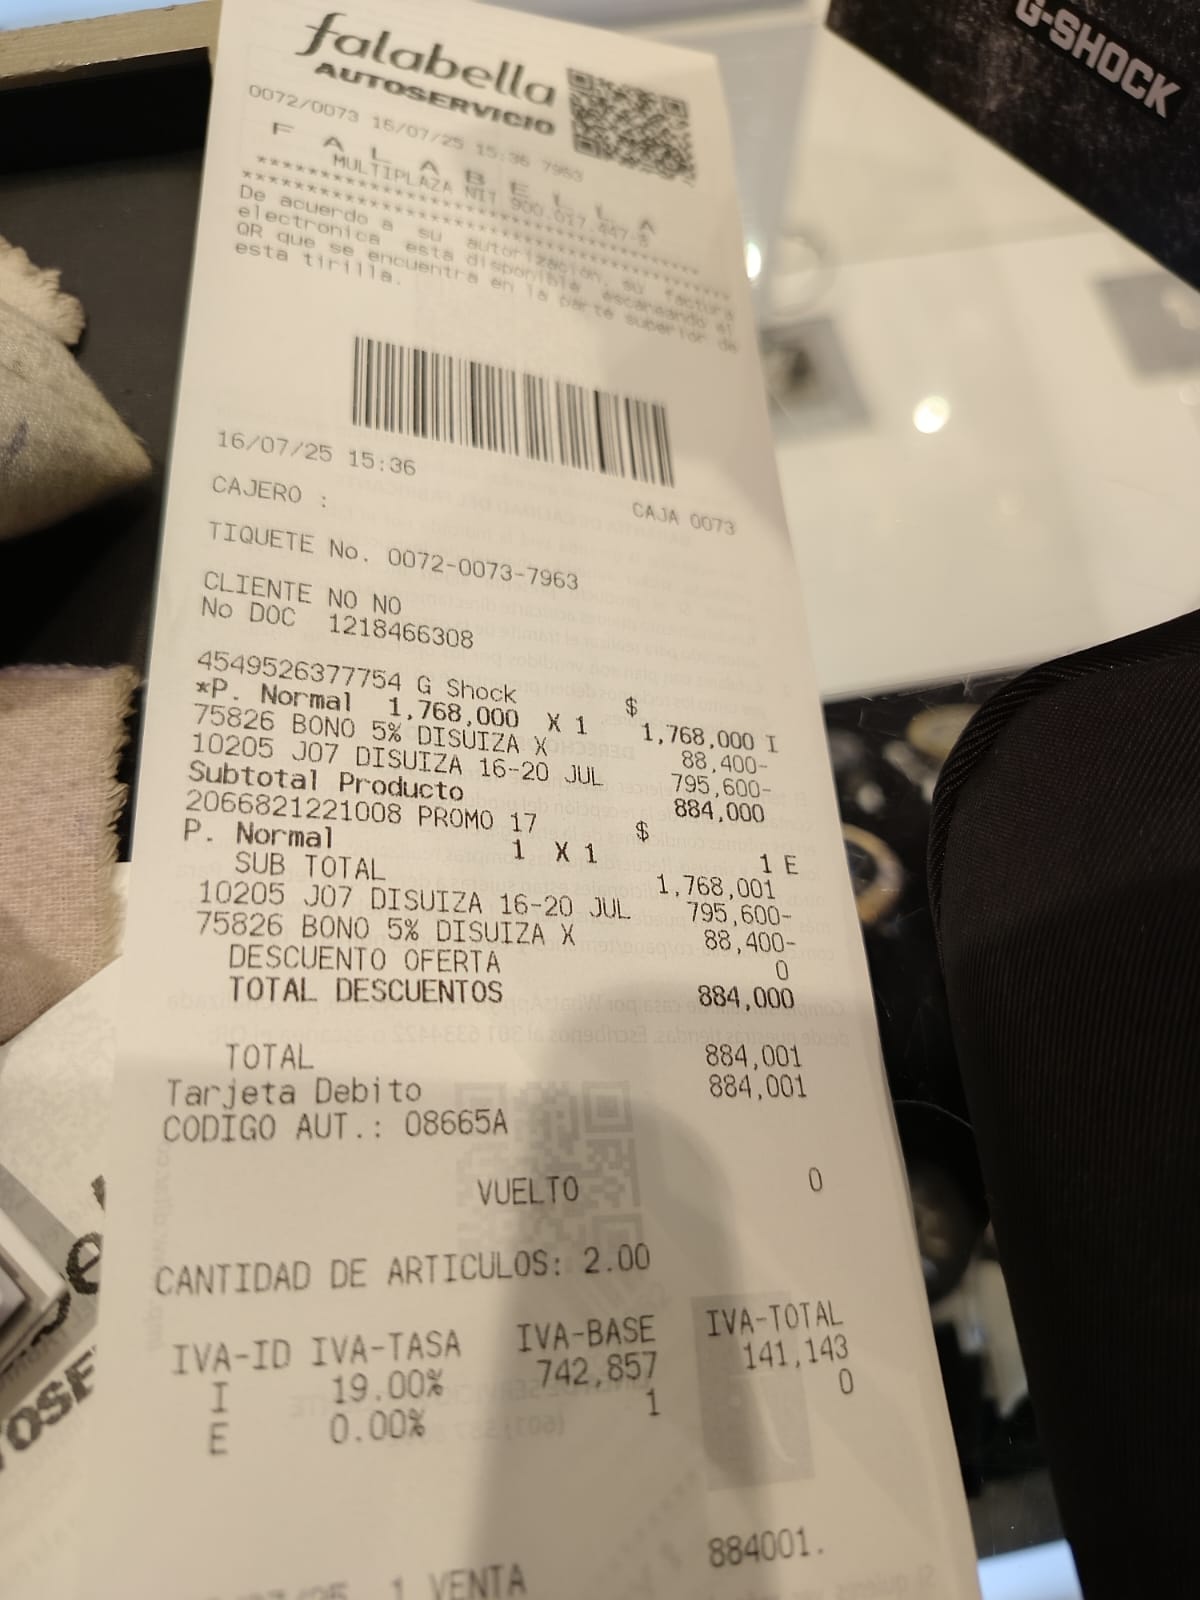 falabella
AUTOSERVICIO
0072/0073 16/07/25 15:36 7963
F A L A B E L L A
MULTIPLAZA NIT 900.017.447-8
************************************
************************************
De acuerdo a su autorización, su factura
electronica esta disponible escaneando el
QR que se encuentra en la parte superior de
esta tirilla.
16/07/25 15:36
CAJERO : CAJA 0073
TIQUETE No. 0072-0073-7963
CLIENTE NO NO
No DOC 1218466308
4549526377754 G Shock $
*P. Normal 1,768,000 X 1 1,768,000 I
75826 BONO 5% DISUIZA X 88,400-
10205 J07 DISUIZA 16-20 JUL 795,600-
Subtotal Producto 884,000
2066821221008 PROMO 17 $
P. Normal 1 X 1 1 E
SUB TOTAL 1,768,001
10205 J07 DISUIZA 16-20 JUL 795,600-
75826 BONO 5% DISUIZA X 88,400-
DESCUENTO OFERTA 0
TOTAL DESCUENTOS 884,000
TOTAL 884,001
Tarjeta Debito 884,001
CODIGO AUT.: 08665A
VUELTO 0
CANTIDAD DE ARTICULOS: 2.00
IVA-ID IVA-TASA IVA-BASE IVA-TOTAL
I 19.00% 742,857 141,143
E 0.00% 1 0
884001.
1 VENTA
G-SHOCK